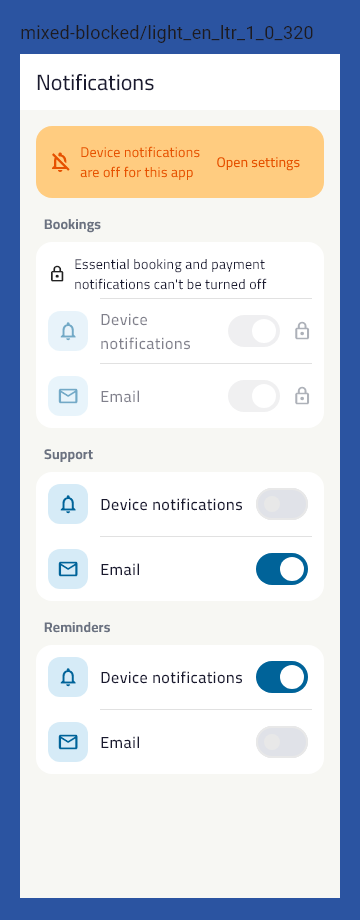 mixed-blocked/light_en_ltr_1_0_320
Notifications
Device notifications
are off for this app
Open settings
Bookings
Essential booking and payment
notifications can't be turned off
Device
notifications
Email
Support
Device notifications
Email
Reminders
Device notifications
Email